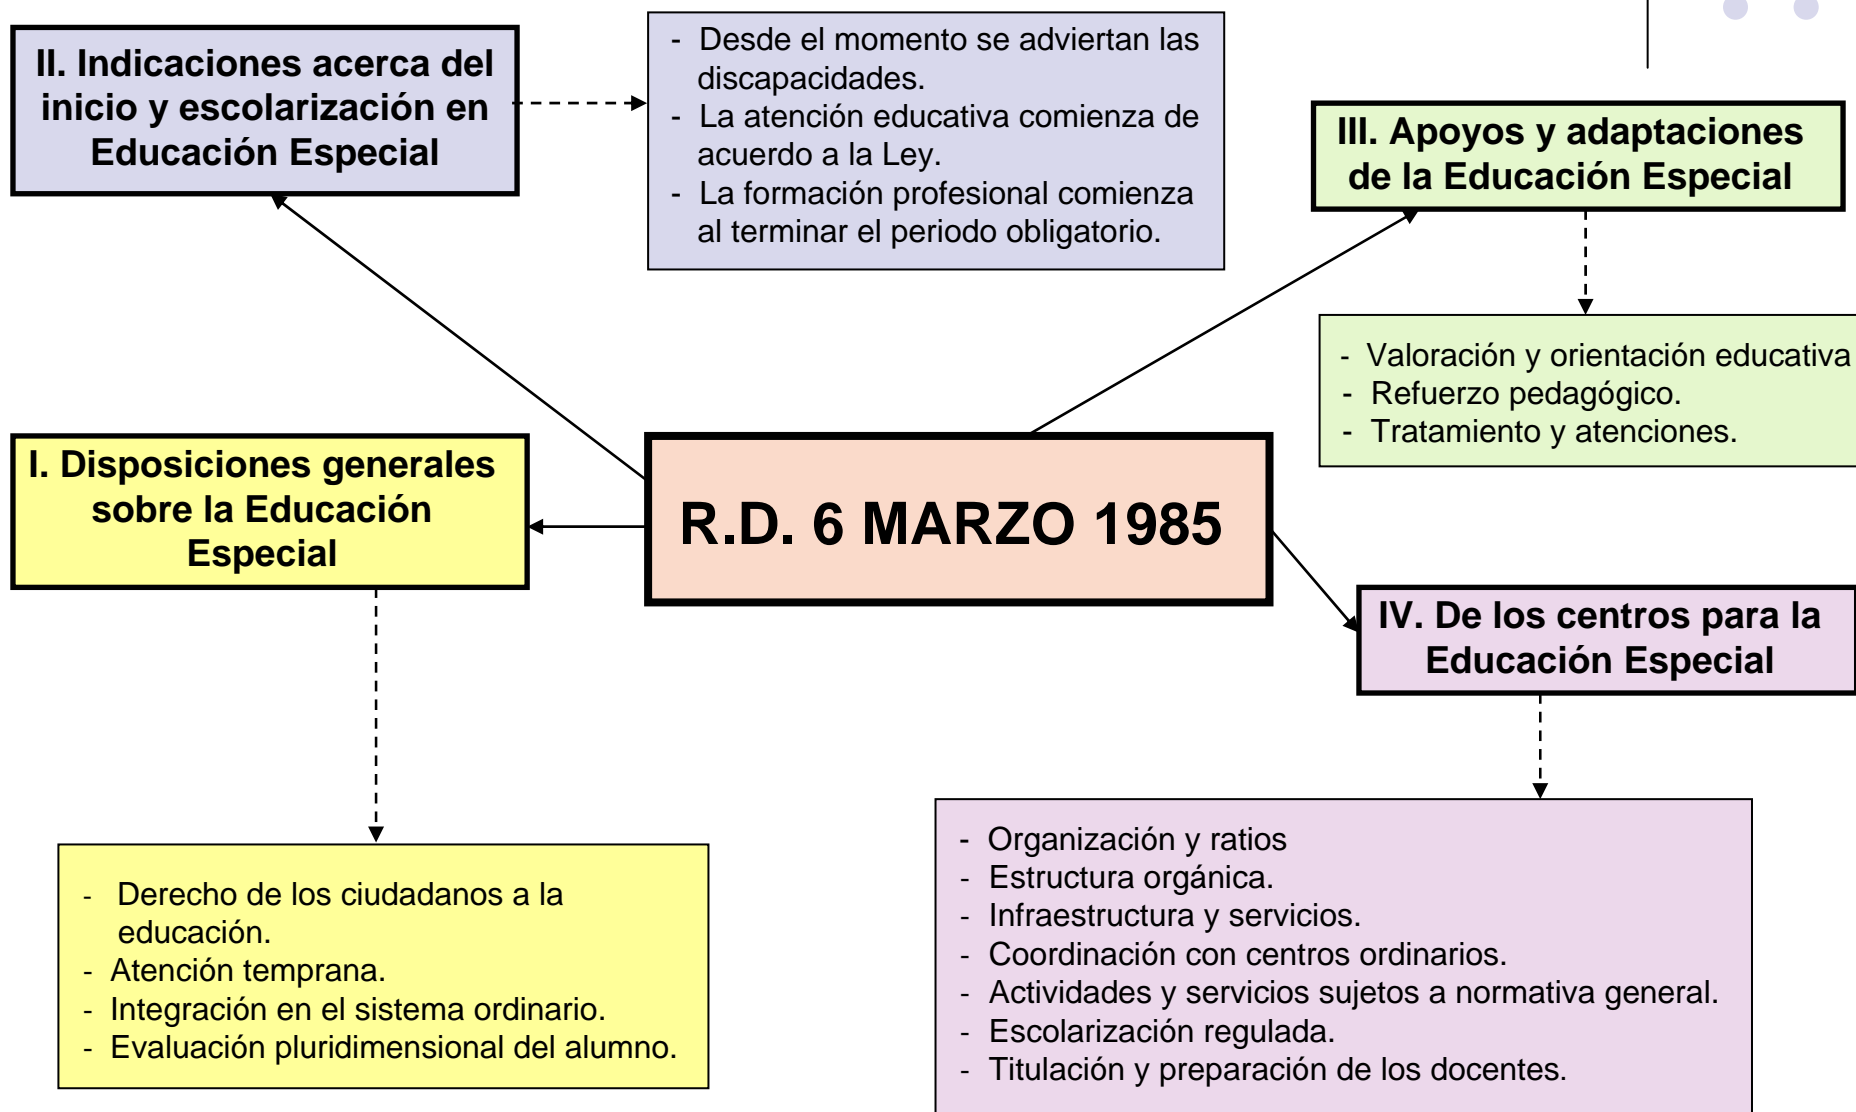 II. Indicaciones acerca del
inicio y escolarización en
Educación Especial
- Desde el momento se adviertan las
discapacidades.
- La atención educativa comienza de
acuerdo a la Ley.
- La formación profesional comienza
al terminar el periodo obligatorio.
III. Apoyos y adaptaciones
de la Educación Especial
- Valoración y orientación educativa
- Refuerzo pedagógico.
- Tratamiento y atenciones.
I. Disposiciones generales
sobre la Educación
Especial
R.D. 6 MARZO 1985
IV. De los centros para la
Educación Especial
- Derecho de los ciudadanos a la
educación.
- Atención temprana.
- Integración en el sistema ordinario.
- Evaluación pluridimensional del alumno.
- Organización y ratios
- Estructura orgánica.
- Infraestructura y servicios.
- Coordinación con centros ordinarios.
- Actividades y servicios sujetos a normativa general.
- Escolarización regulada.
- Titulación y preparación de los docentes.